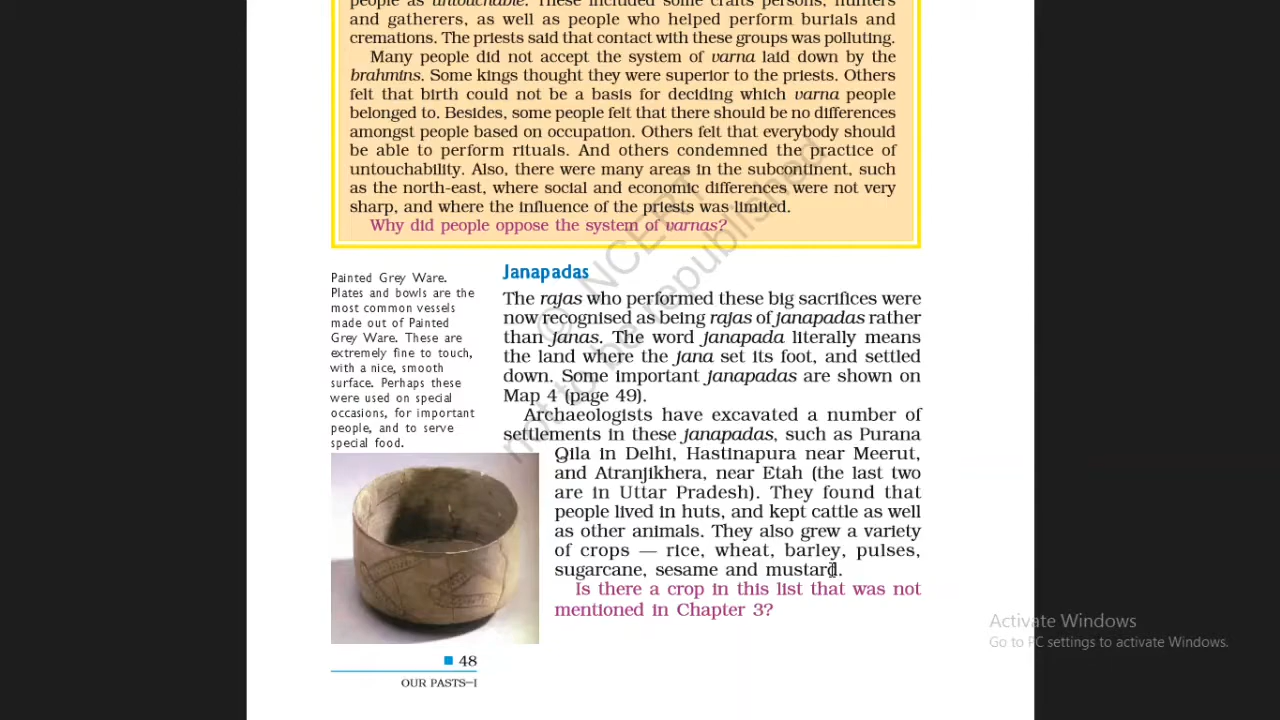 people as untouchable. These included some crafts persons, hunters
and gatherers, as well as people who helped perform burials and
cremations. The priests said that contact with these groups was polluting.
Many people did not accept the system of varna laid down by the
brahmins. Some kings thought they were superior to the priests. Others
felt that birth could not be a basis for deciding which varna people
belonged to. Besides, some people felt that there should be no differences
amongst people based on occupation. Others felt that everybody should
be able to perform rituals. And others condemned the practice of
untouchability. Also, there were many areas in the subcontinent, such
as the north-east, where social and economic differences were not very
sharp, and where the influence of the priests was limited.
Why did people oppose the system of varnas?
Painted Grey Ware.
Plates and bowls are the
most common vessels
made out of Painted
Grey Ware. These are
extremely fine to touch,
with a nice, smooth
surface. Perhaps these
were used on special
occasions, for important
people, and to serve
special food.
Janapadas
The rajas who performed these big sacrifices were
now recognised as being rajas of janapadas rather
than janas. The word janapada literally means
the land where the jana set its foot, and settled
down. Some important janapadas are shown on
Map 4 (page 49).
Archaeologists have excavated a number of
settlements in these janapadas, such as Purana
Qila in Delhi, Hastinapura near Meerut,
and Atranjikhera, near Etah (the last two
are in Uttar Pradesh). They found that
people lived in huts, and kept cattle as well
as other animals. They also grew a variety
of crops — rice, wheat, barley, pulses,
sugarcane, sesame and mustard.
Is there a crop in this list that was not
mentioned in Chapter 3?
48
OUR PASTS–I
© NCERT
not to be republished
Activate Windows
Go to PC settings to activate Windows.